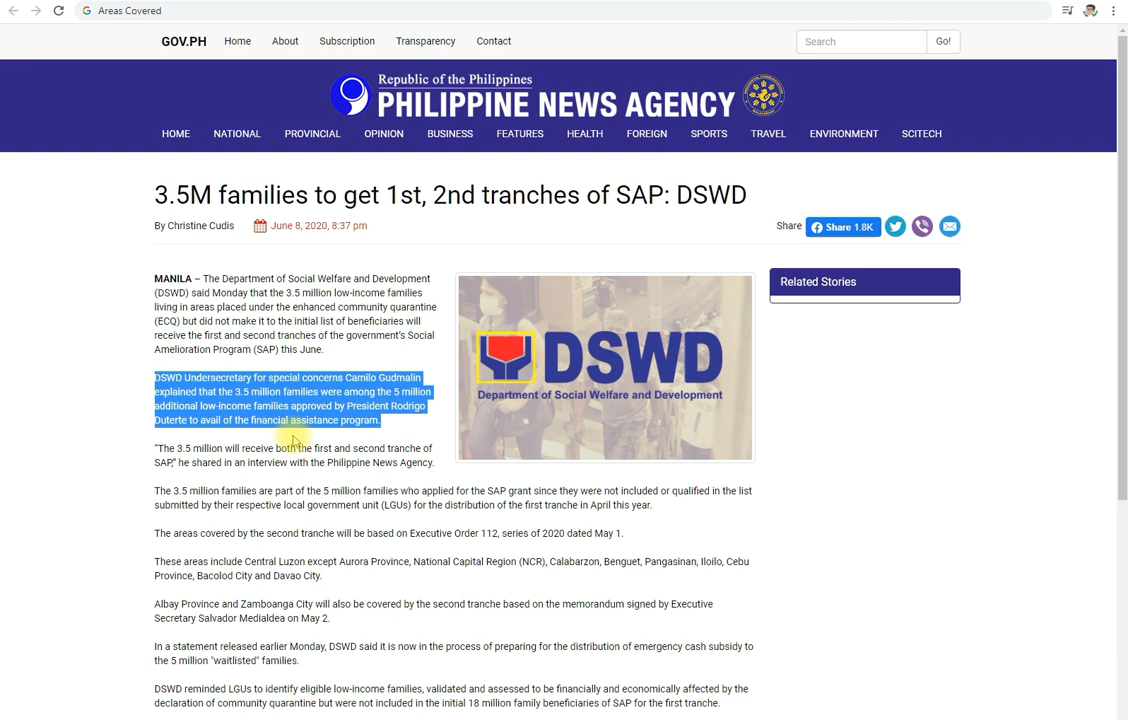 Areas Covered
GOV.PH Home About Subscription Transparency Contact Search Go!
Republic of the Philippines
PHILIPPINE NEWS AGENCY
HOME NATIONAL PROVINCIAL OPINION BUSINESS FEATURES HEALTH FOREIGN SPORTS TRAVEL ENVIRONMENT SCITECH
3.5M families to get 1st, 2nd tranches of SAP: DSWD
By Christine Cudis June 8, 2020, 8:37 pm Share Share 1.8K
MANILA – The Department of Social Welfare and Development
(DSWD) said Monday that the 3.5 million low-income families
living in areas placed under the enhanced community quarantine
(ECQ) but did not make it to the initial list of beneficiaries will
receive the first and second tranches of the government's Social
Amelioration Program (SAP) this June.
DSWD Undersecretary for special concerns Camilo Gudmalin
explained that the 3.5 million families were among the 5 million
additional low-income families approved by President Rodrigo
Duterte to avail of the financial assistance program.
"The 3.5 million will receive both the first and second tranche of
SAP," he shared in an interview with the Philippine News Agency.
DSWD
Department of Social Welfare and Development
Related Stories
The 3.5 million families are part of the 5 million families who applied for the SAP grant since they were not included or qualified in the list
submitted by their respective local government unit (LGUs) for the distribution of the first tranche in April this year.
The areas covered by the second tranche will be based on Executive Order 112, series of 2020 dated May 1.
These areas include Central Luzon except Aurora Province, National Capital Region (NCR), Calabarzon, Benguet, Pangasinan, Iloilo, Cebu
Province, Bacolod City and Davao City.
Albay Province and Zamboanga City will also be covered by the second tranche based on the memorandum signed by Executive
Secretary Salvador Medialdea on May 2.
In a statement released earlier Monday, DSWD said it is now in the process of preparing for the distribution of emergency cash subsidy to
the 5 million "waitlisted" families.
DSWD reminded LGUs to identify eligible low-income families, validated and assessed to be financially and economically affected by the
declaration of community quarantine but were not included in the initial 18 million family beneficiaries of SAP for the first tranche.